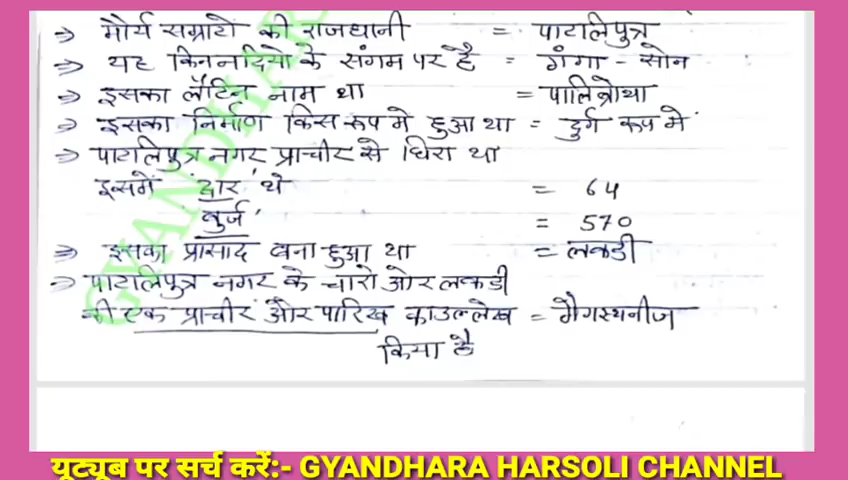 ⇒ मौर्य सम्राटो की राजधानी = पाटलिपुत्र
⇒ यह किन नदियो के संगम पर है = गंगा - सोन
⇒ इसका लैटिन नाम था = पालिब्रोथा
⇒ इसका निर्माण किस रूप मे हुआ था = दुर्ग रूप में
⇒ पाटलिपुत्र नगर प्राचीर से घिरा था
इसमें द्वार थे = 64
बुर्ज = 570
⇒ इसका प्रासाद बना हुआ था = लकडी
⇒ पाटलिपुत्र नगर के चारो ओर लकडी
की एक प्राचीर और पारिख का उल्लेख = मैगस्थनीज
किया है
GYANDHAR
यूट्यूब पर सर्च करें:- GYANDHARA HARSOLI CHANNEL